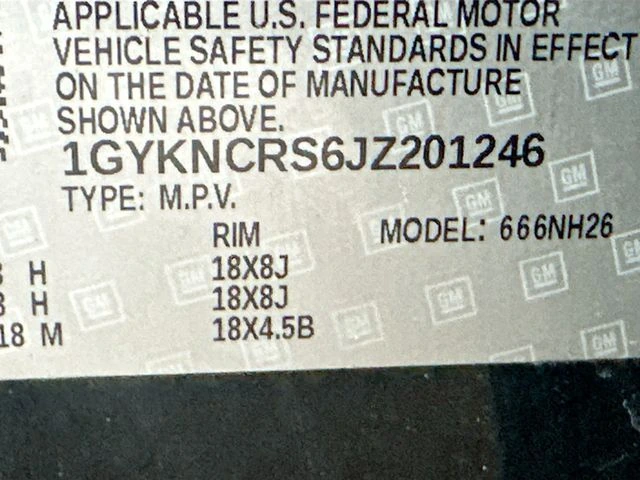 APPLICABLE U.S. FEDERAL MOTOR
VEHICLE SAFETY STANDARDS IN EFFECT
ON THE DATE OF MANUFACTURE
SHOWN ABOVE.
1GYKNCRS6JZ201246
TYPE: M.P.V.
RIM MODEL: 666NH26
H 18X8J
H 18X8J
18 M 18X4.5B
GM